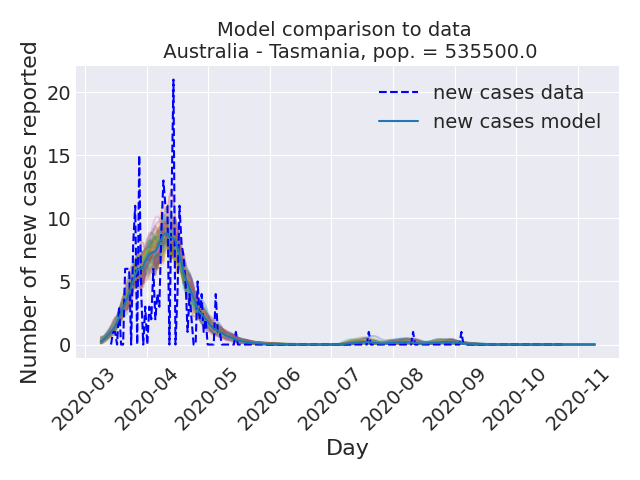 Model comparison to data
Australia - Tasmania, pop. = 535500.0
new cases data
new cases model
Number of new cases reported
20
15
10
5
0
2020-03
2020-04
2020-05
2020-06
2020-07
2020-08
2020-09
2020-10
2020-11
Day